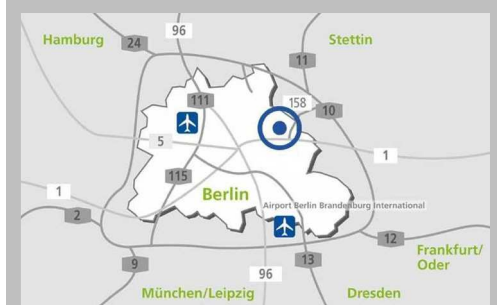 96
Hamburg
24
Stettin
11
111
158
10
5
1
115
1
Berlin
Airport Berlin Brandenburg International
2
12
Frankfurt/
Oder
9
13
96
München/Leipzig
Dresden